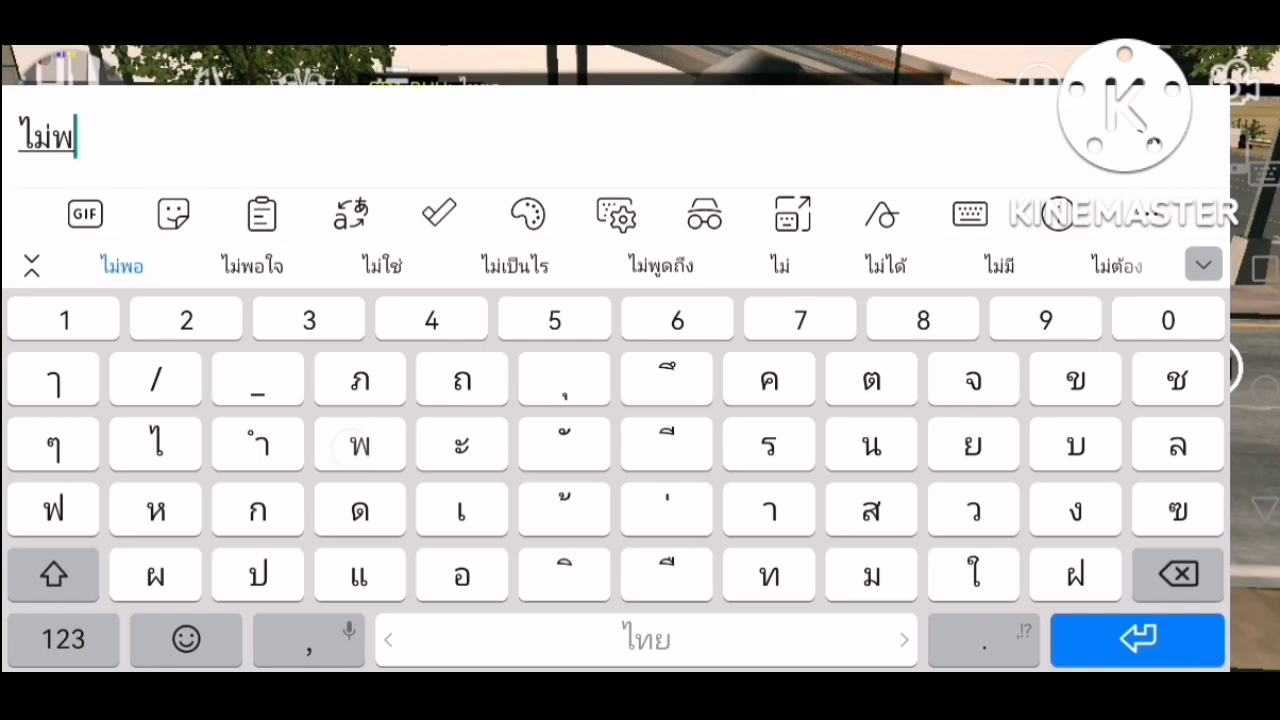 ไม่พ
K
KINEMASTER
GIF
ไม่พอ ไม่พอใจ ไม่ใช่ ไม่เป็นไร ไม่พูดถึง ไม่ ไม่ได้ ไม่มี ไม่ต้อง
1 2 3 4 5 6 7 8 9 0
ๅ / _ ภ ถ ุ ึ ค ต จ ข ช
ๆ ไ ำ พ ะ ั ี ร น ย บ ล
ฟ ห ก ด เ ้ ่ า ส ว ง ฃ
ผ ป แ อ ิ ื ท ม ใ ฝ
123 , ไทย . ,!?